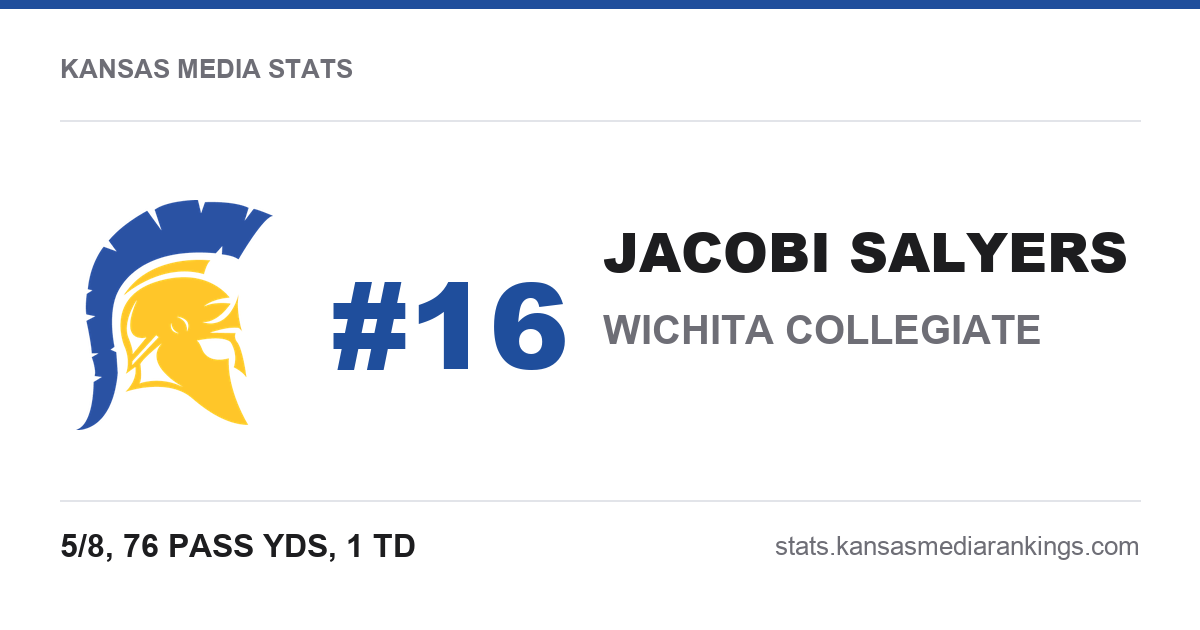 KANSAS MEDIA STATS
#16
JACOBI SALYERS
WICHITA COLLEGIATE
5/8, 76 PASS YDS, 1 TD
stats.kansasmediarankings.com